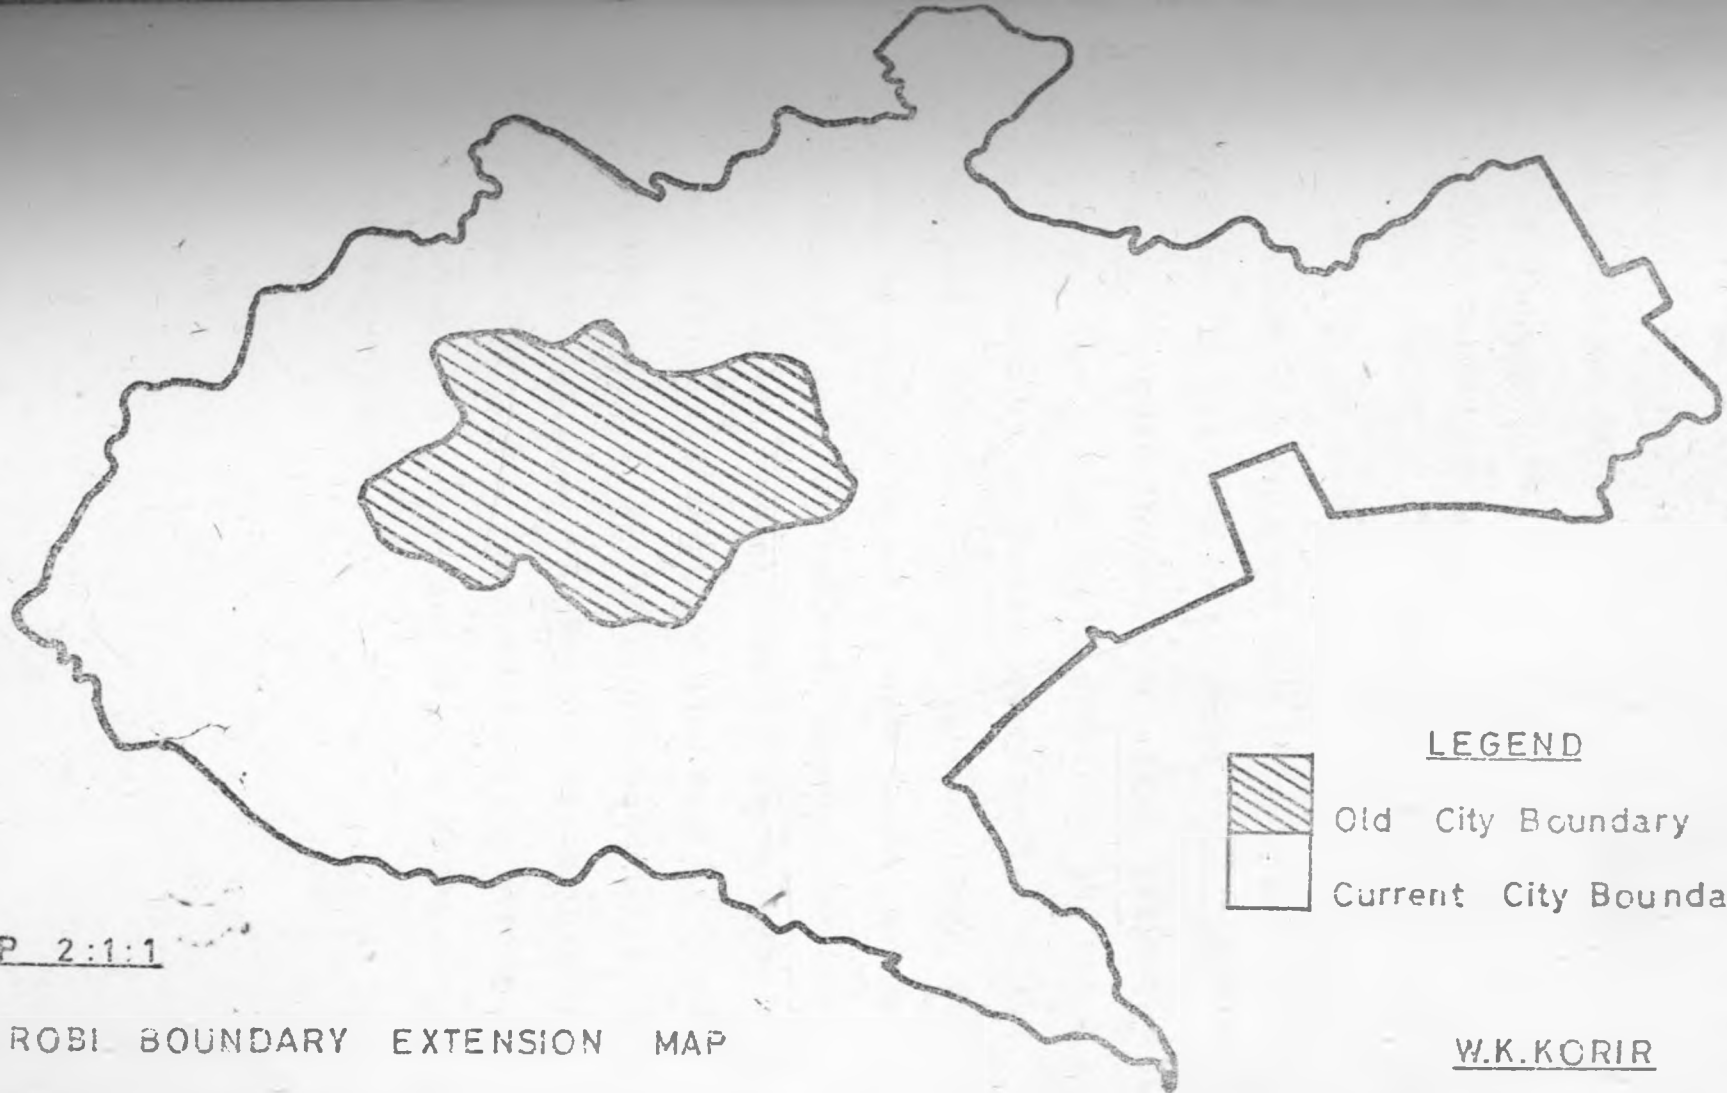 LEGEND
Old City Boundary
Current City Bounda
P 2:1:1
ROBI BOUNDARY EXTENSION MAP
W.K.KORIR